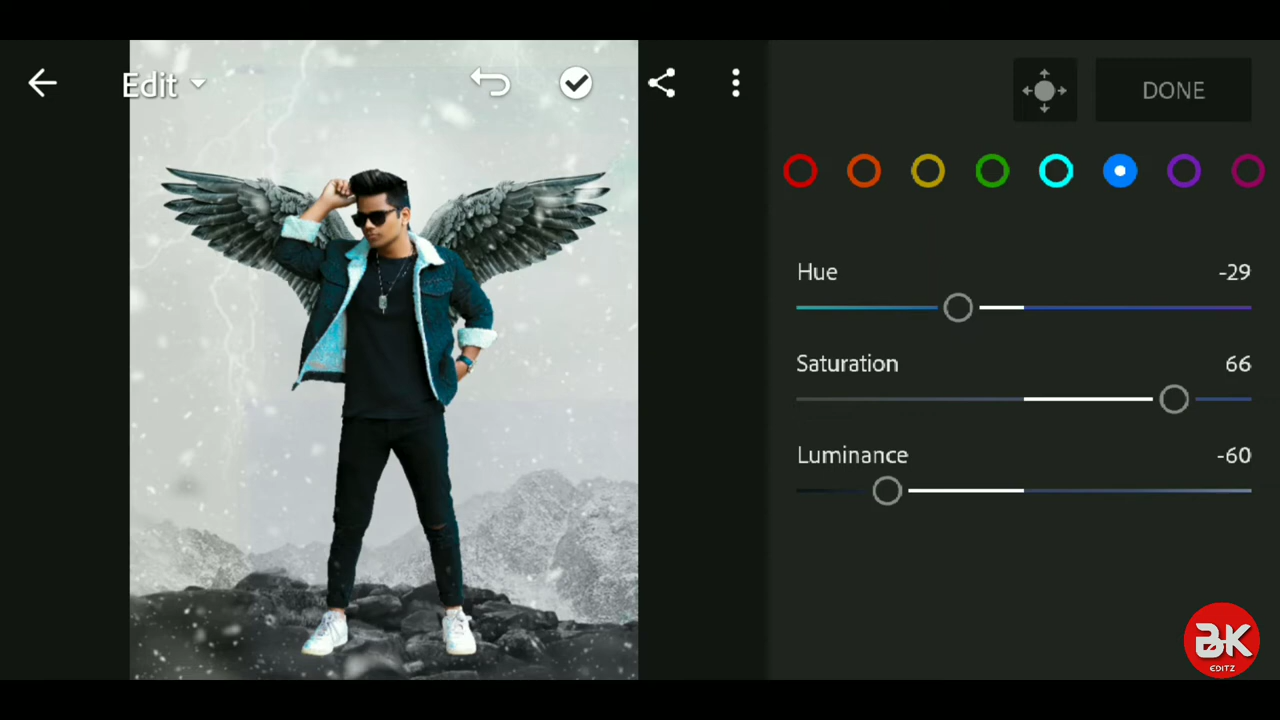 Edit
DONE
Hue -29
Saturation 66
Luminance -60
BK
EDITZ